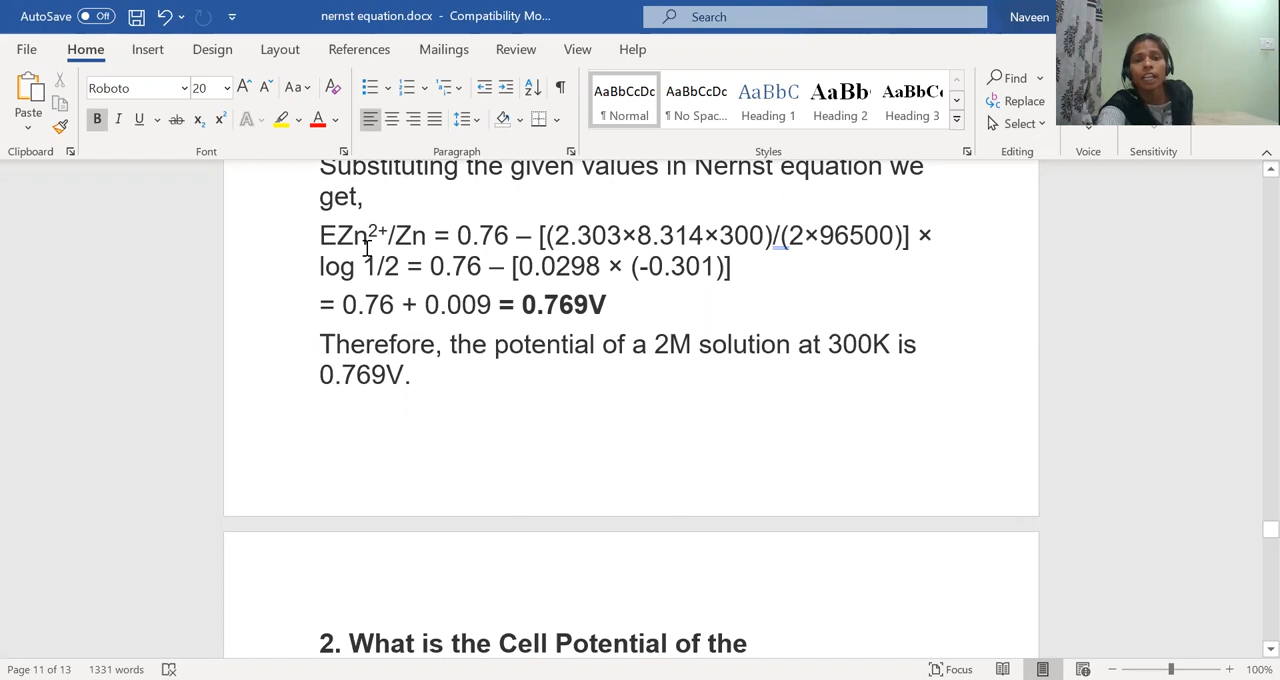 AutoSave Off nernst equation.docx - Compatibility Mo... Search Naveen
File Home Insert Design Layout References Mailings Review View Help
Paste Roboto 20 A A Aa A
B I U ab x₂ x² A A
AaBbCcDc AaBbCcDc AaBbC AaBb AaBbC
¶ Normal ¶ No Spac... Heading 1 Heading 2 Heading 3
Find
Replace
Select
Clipboard Font Paragraph Styles Editing Voice Sensitivity
Substituting the given values in Nernst equation we
get,
EZn²⁺/Zn = 0.76 – [(2.303×8.314×300)/(2×96500)] ×
log 1/2 = 0.76 – [0.0298 × (-0.301)]
= 0.76 + 0.009 = 0.769V
Therefore, the potential of a 2M solution at 300K is
0.769V.
2. What is the Cell Potential of the
Page 11 of 13 1331 words Focus 100%